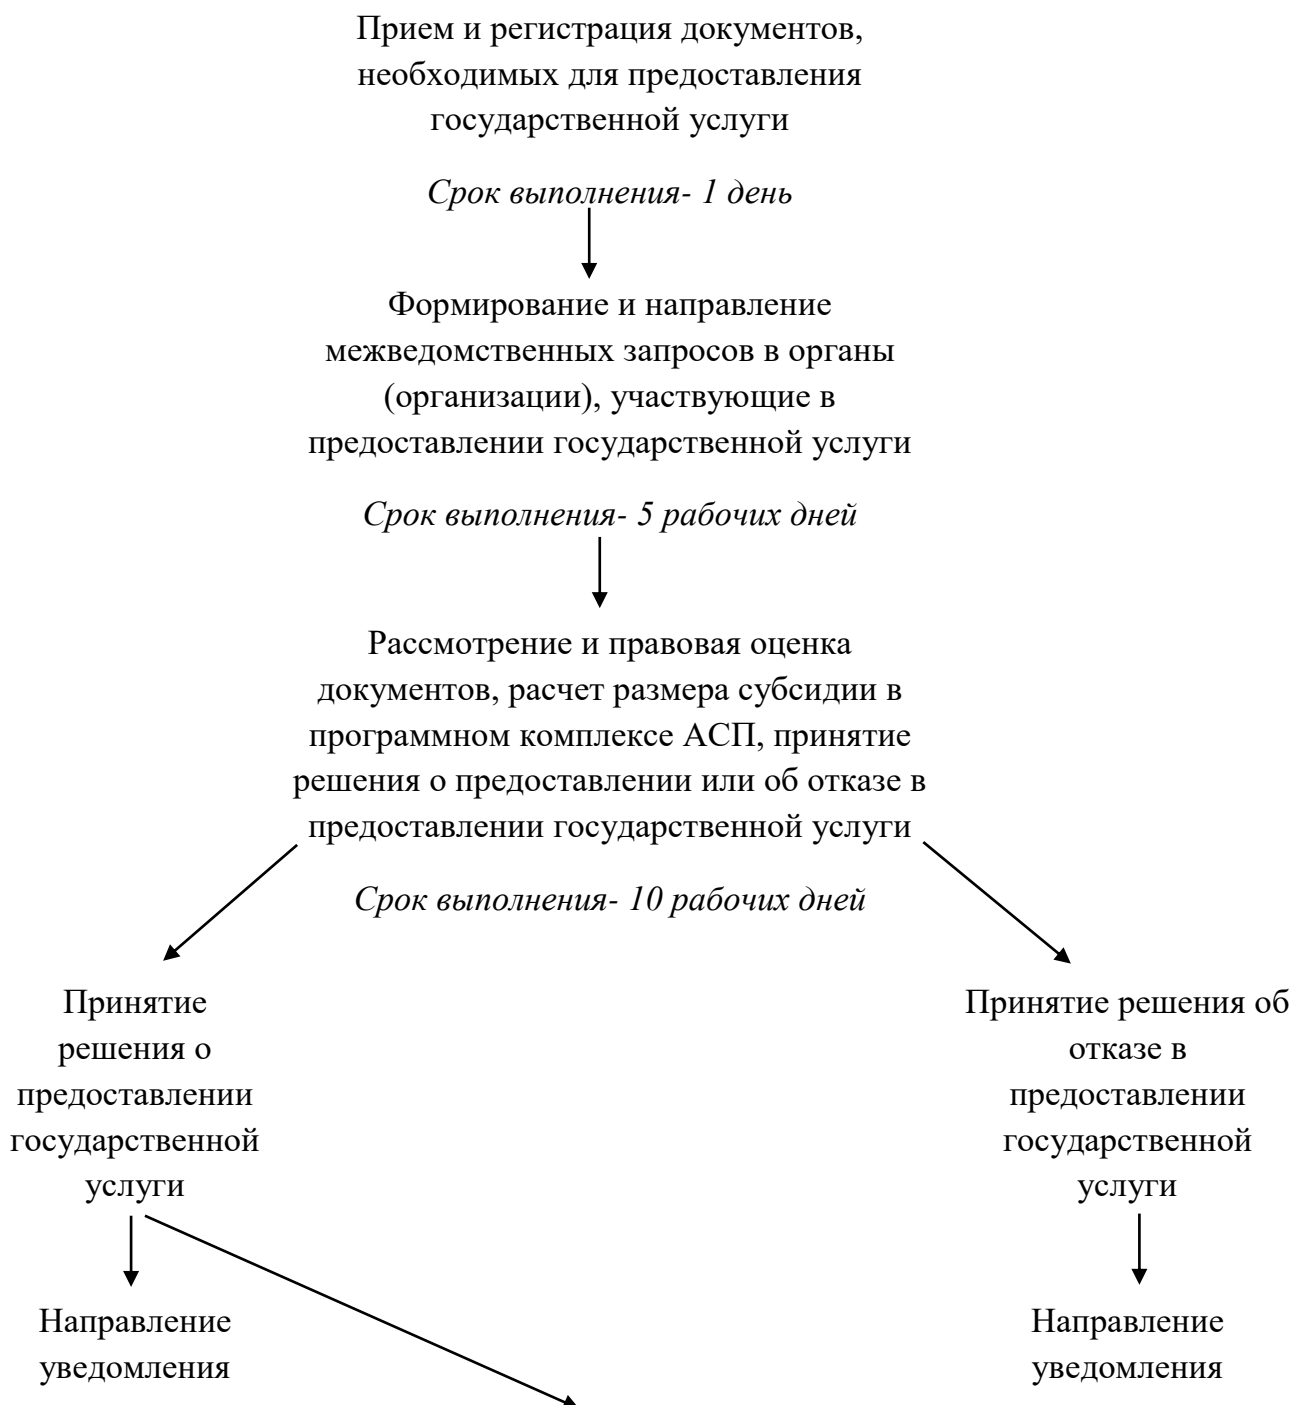 Прием и регистрация документов,
необходимых для предоставления
государственной услуги
Срок выполнения- 1 день
Формирование и направление
межведомственных запросов в органы
(организации), участвующие в
предоставлении государственной услуги
Срок выполнения- 5 рабочих дней
Рассмотрение и правовая оценка
документов, расчет размера субсидии в
программном комплексе АСП, принятие
решения о предоставлении или об отказе в
предоставлении государственной услуги
Срок выполнения- 10 рабочих дней
Принятие
решения о
предоставлении
государственной
услуги
Принятие решения об
отказе в
предоставлении
государственной
услуги
Направление
уведомления
Направление
уведомления